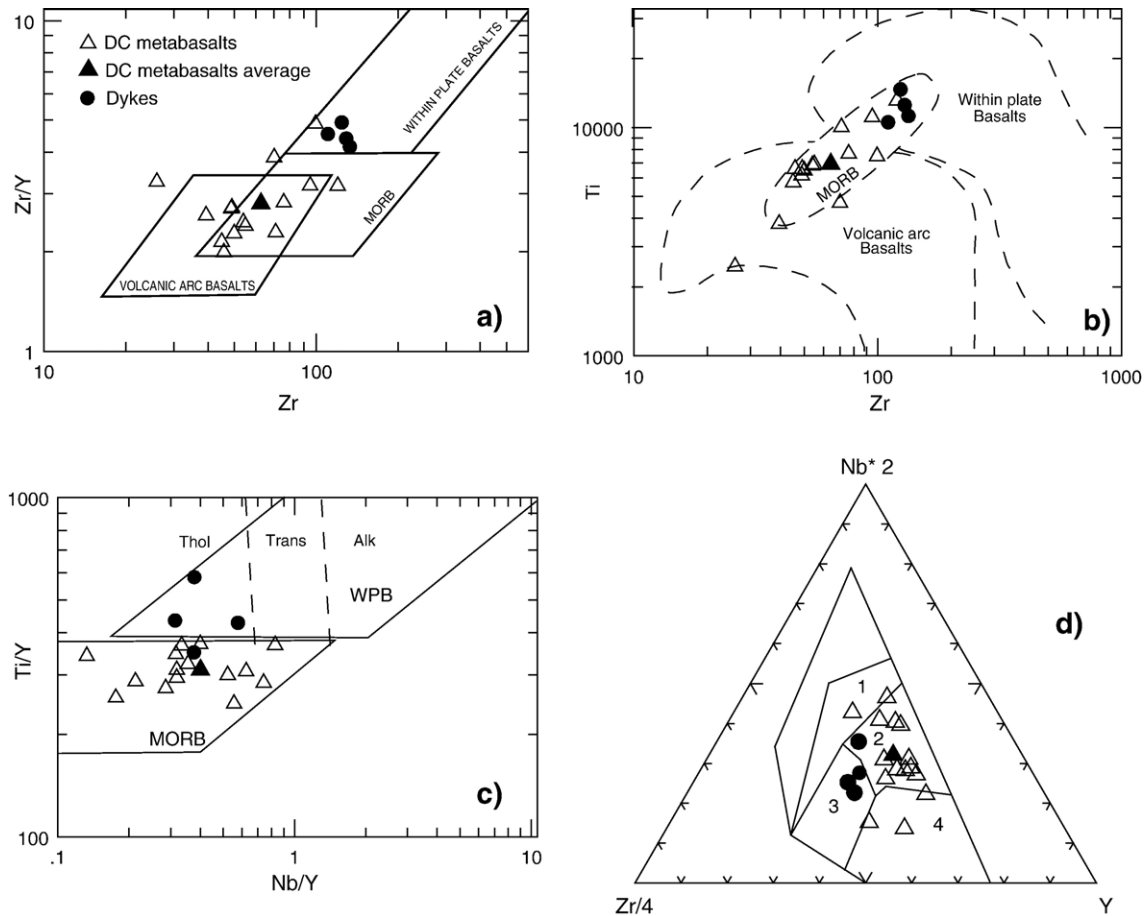 10
△ DC metabasalts
▲ DC metabasalts average
● Dykes
WITHIN PLATE BASALTS
MORB
VOLCANIC ARC BASALTS
Zr/Y
1
10
100
Zr
a)
10000
1000
Ti
Within plate
Basalts
MORB
Volcanic arc
Basalts
10
100
1000
Zr
b)
1000
100
Ti/Y
Thol
Trans
Alk
WPB
MORB
.1
1
10
Nb/Y
c)
Nb* 2
1
2
3
4
Zr/4
Y
d)